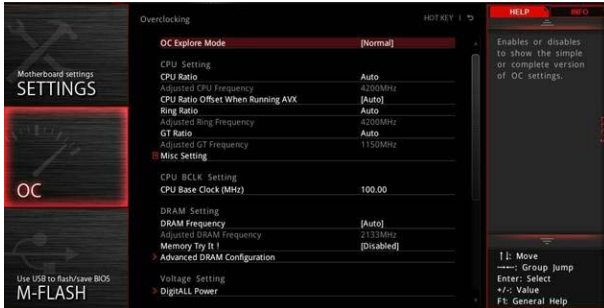 Overclocking
HOT KEY
HELP
INFO
OC Explore Mode [Normal]
CPU Setting
CPU Ratio Auto
Adjusted CPU Frequency 4200MHz
CPU Ratio Offset When Running AVX [Auto]
Ring Ratio Auto
Adjusted Ring Frequency 4200MHz
GT Ratio Auto
Adjusted GT Frequency 1150MHz
Misc Setting
CPU BCLK Setting
CPU Base Clock (MHz) 100.00
DRAM Setting
DRAM Frequency [Auto]
Adjusted DRAM Frequency 2133MHz
Memory Try It ! [Disabled]
Advanced DRAM Configuration
Voltage Setting
DigitALL Power
Motherboard settings
SETTINGS
OC
Use USB to flash/save BIOS
M-FLASH
Enables or disables
to show the simple
or complete version
of OC settings.
↑↓: Move
→←: Group Jump
Enter: Select
+/-: Value
F1: General Help